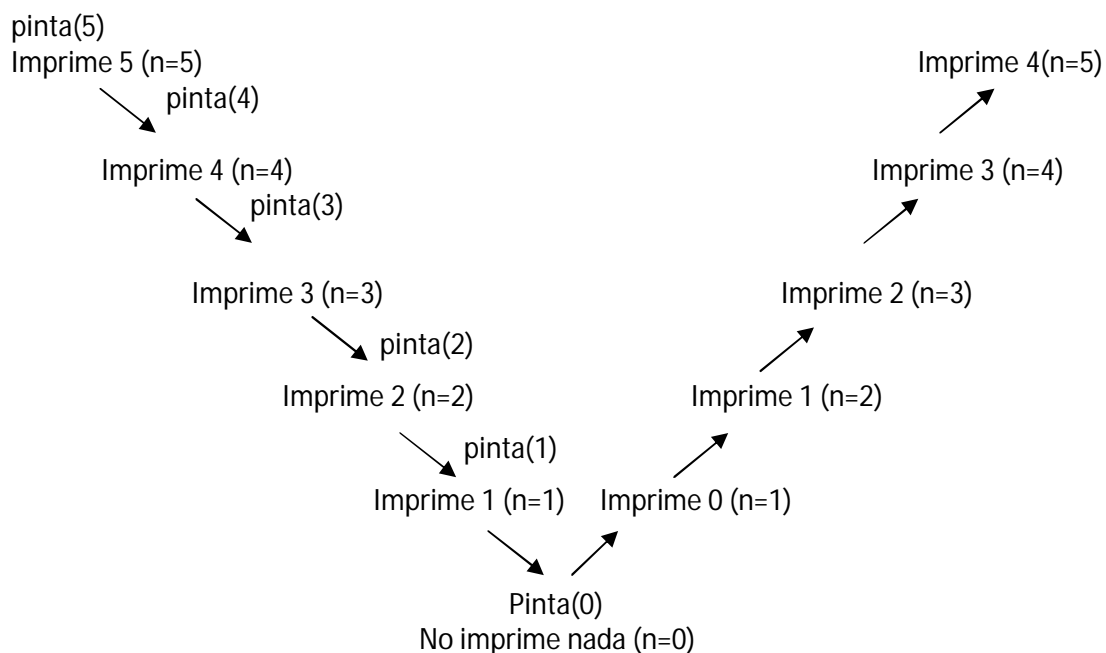 pinta(5)
Imprime 5 (n=5)
pinta(4)
Imprime 4 (n=4)
pinta(3)
Imprime 3 (n=3)
pinta(2)
Imprime 2 (n=2)
pinta(1)
Imprime 1 (n=1)
Pinta(0)
No imprime nada (n=0)
Imprime 0 (n=1)
Imprime 1 (n=2)
Imprime 2 (n=3)
Imprime 3 (n=4)
Imprime 4(n=5)